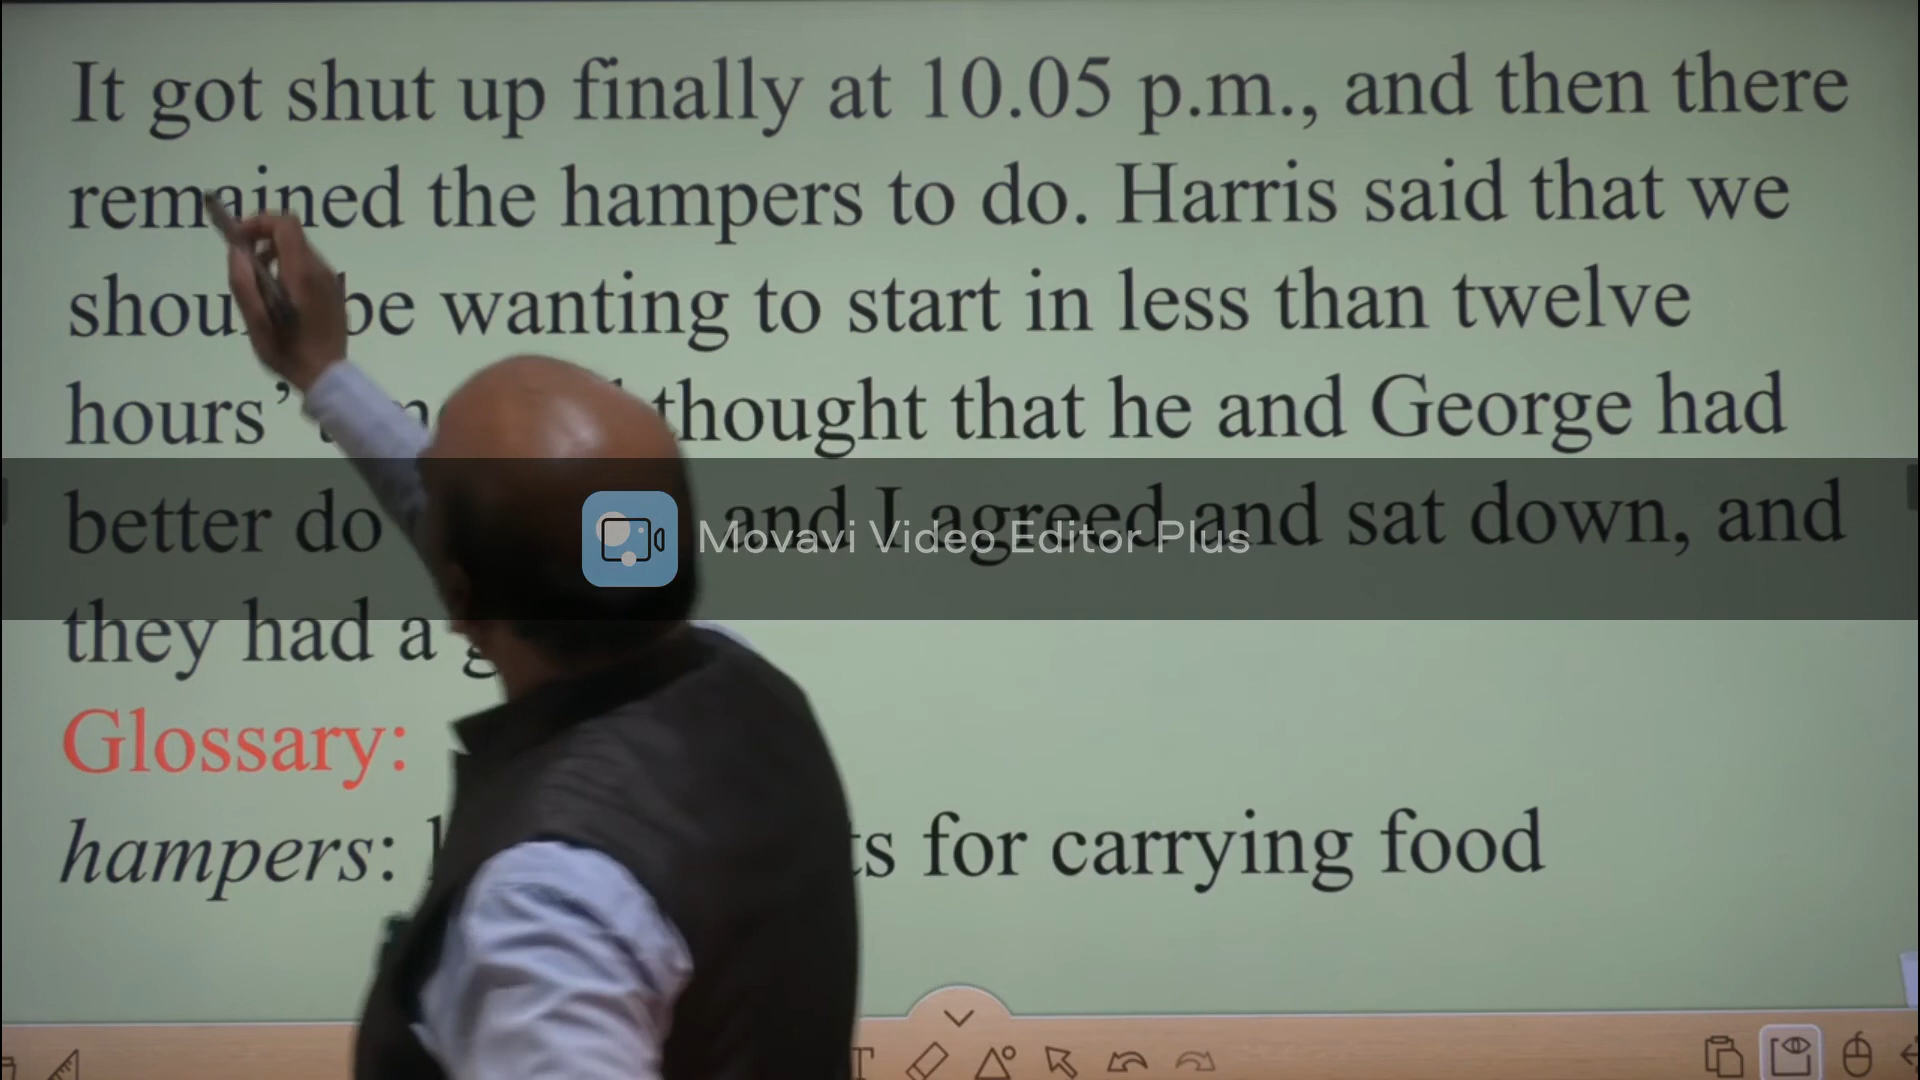 It got shut up finally at 10.05 p.m., and then there
remained the hampers to do. Harris said that we
be wanting to start in less than twelve
hours' thought that he and George had
better do and I agreed and sat down, and
Movavi Video Editor Plus
they had a
Glossary:
hampers: for carrying food